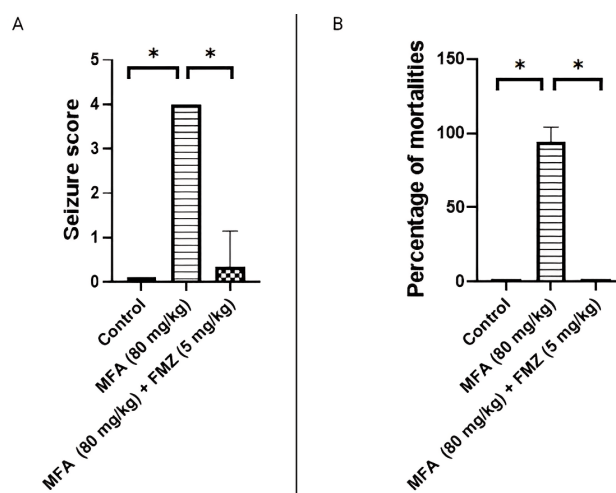 A
Seizure score
5
4
3
2
1
0
*
*
Control
MFA (80 mg/kg)
MFA (80 mg/kg) + FMZ (5 mg/kg)
B
Percentage of mortalities
150
100
50
0
*
*
Control
MFA (80 mg/kg)
MFA (80 mg/kg) + FMZ (5 mg/kg)